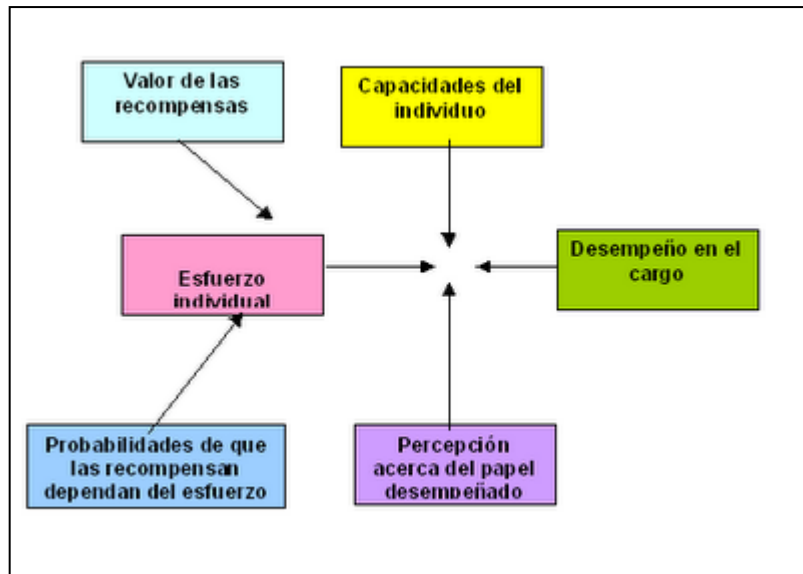 Valor de las
recompensas
Capacidades del
individuo
Esfuerzo
individual
Desempeño en el
cargo
Probabilidades de que
las recompensan
dependan del esfuerzo
Percepción
acerca del papel
desempeñado